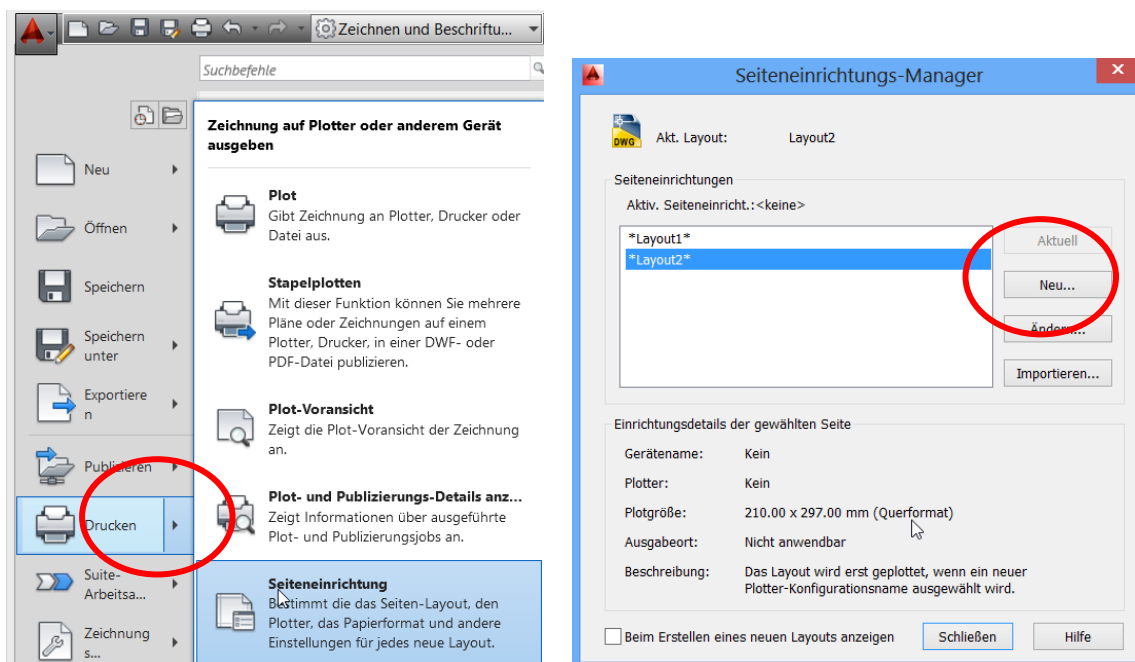 Zeichnen und Beschriftu...
Suchbefehle
Neu
Öffnen
Speichern
Speichern
unter
Exportiere
n
Publizieren
Drucken
Suite-
Arbeitsa...
Zeichnung
s...
Zeichnung auf Plotter oder anderem Gerät
ausgeben
Plot
Gibt Zeichnung an Plotter, Drucker oder
Datei aus.
Stapelplotten
Mit dieser Funktion können Sie mehrere
Pläne oder Zeichnungen auf einem
Plotter, Drucker, in einer DWF- oder
PDF-Datei publizieren.
Plot-Voransicht
Zeigt die Plot-Voransicht der Zeichnung
an.
Plot- und Publizierungs-Details anz...
Zeigt Informationen über ausgeführte
Plot- und Publizierungsjobs an.
Seiteneinrichtung
Bestimmt die das Seiten-Layout, den
Plotter, das Papierformat und andere
Einstellungen für jedes neue Layout.
Seiteneinrichtungs-Manager
DWG
Akt. Layout: Layout2
Seiteneinrichtungen
Aktiv. Seiteneinricht.:<keine>
*Layout1*
*Layout2*
Aktuell
Neu...
Ändern...
Importieren...
Einrichtungsdetails der gewählten Seite
Gerätename: Kein
Plotter: Kein
Plotgröße: 210.00 x 297.00 mm (Querformat)
Ausgabeort: Nicht anwendbar
Beschreibung: Das Layout wird erst geplottet, wenn ein neuer
Plotter-Konfigurationsname ausgewählt wird.
Beim Erstellen eines neuen Layouts anzeigen
Schließen
Hilfe